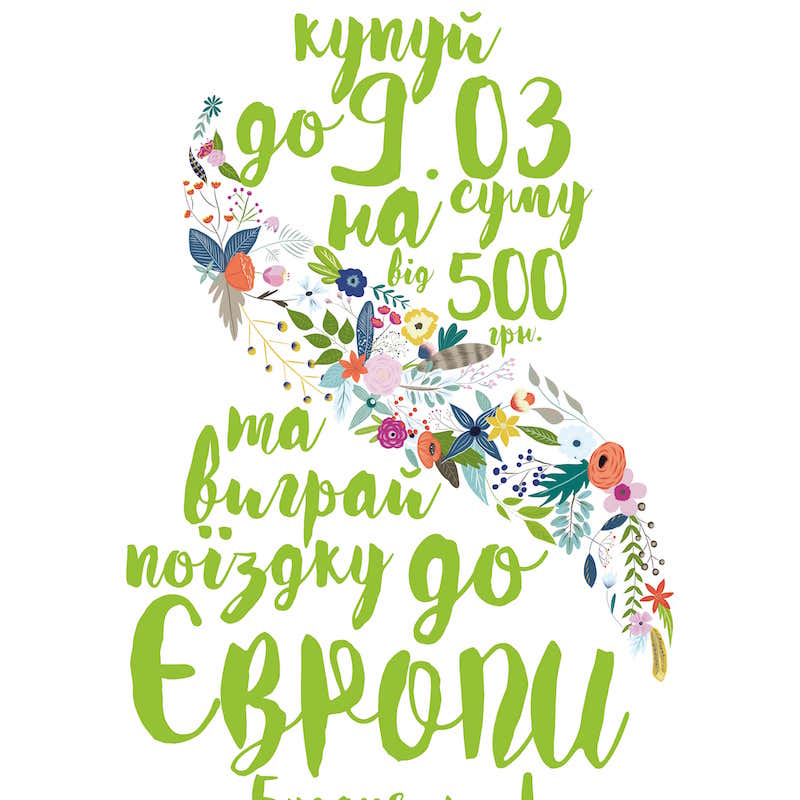 купуй
до 9.03
на суму
від 500
грн.
та
виграй
поїздку до
Європи